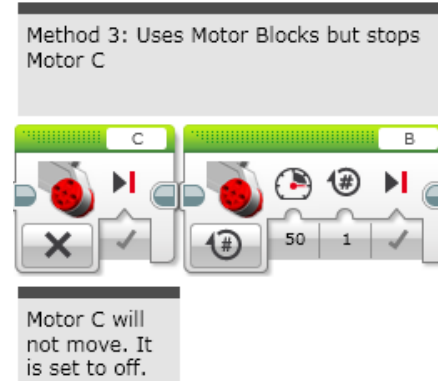 Method 3: Uses Motor Blocks but stops
Motor C
C B
# # 
50 1
Motor C will
not move. It
is set to off.